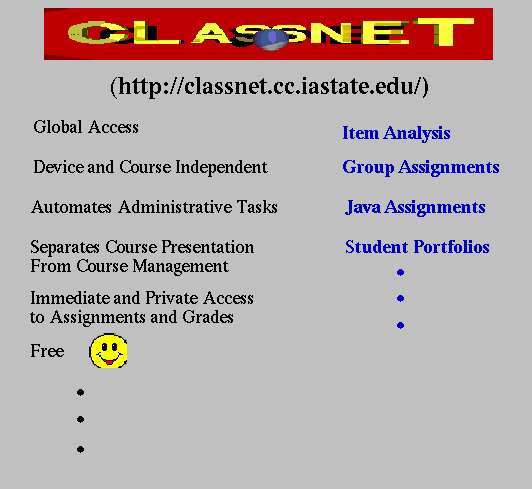 CLASSNET
(http://classnet.cc.iastate.edu/)
Global Access
Device and Course Independent
Automates Administrative Tasks
Separates Course Presentation
From Course Management
Immediate and Private Access
to Assignments and Grades
Free
Item Analysis
Group Assignments
Java Assignments
Student Portfolios